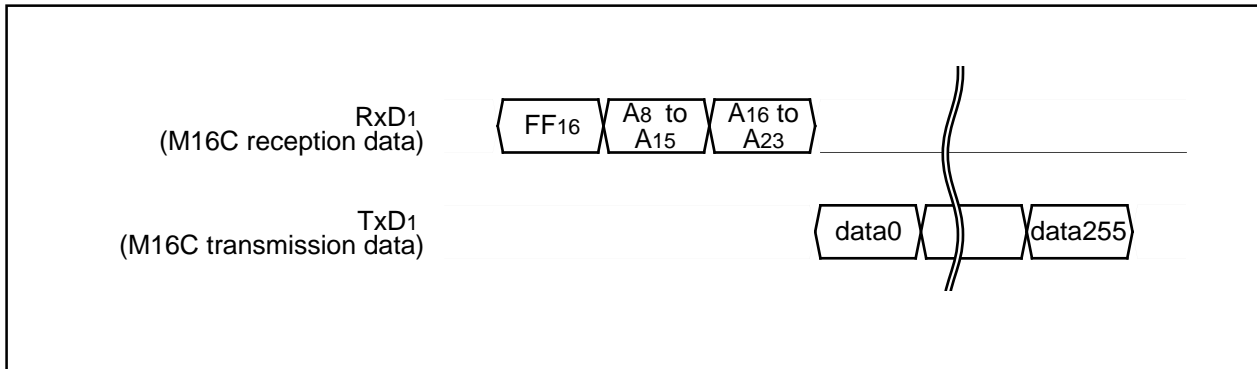 RxD1
(M16C reception data)
FF16
A8 to
A15
A16 to
A23
TxD1
(M16C transmission data)
data0
data255